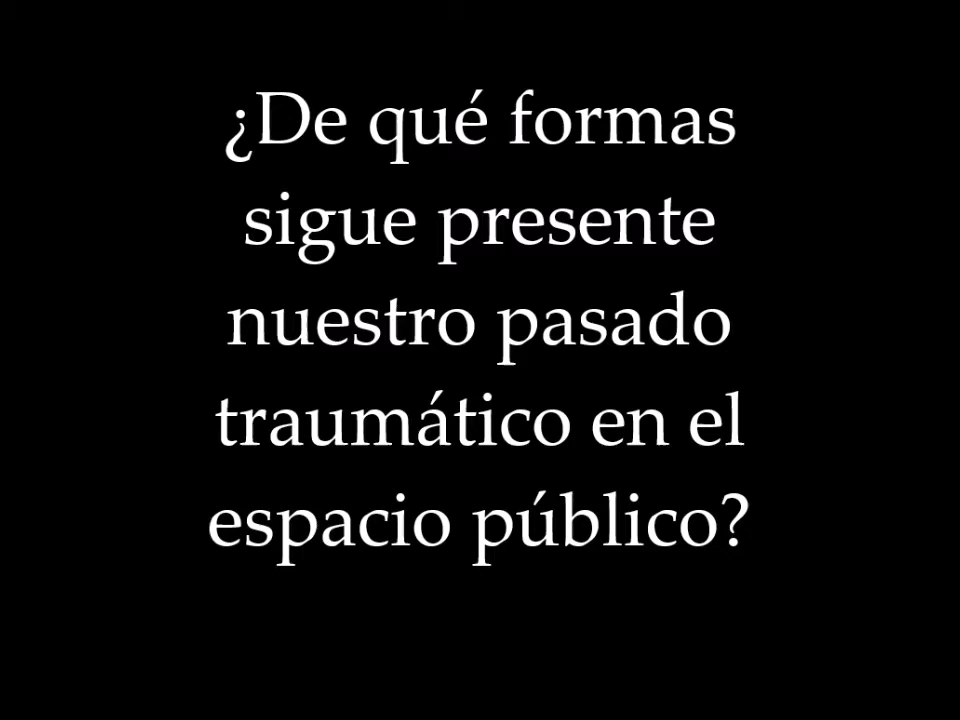 ¿De qué formas
sigue presente
nuestro pasado
traumático en el
espacio público?